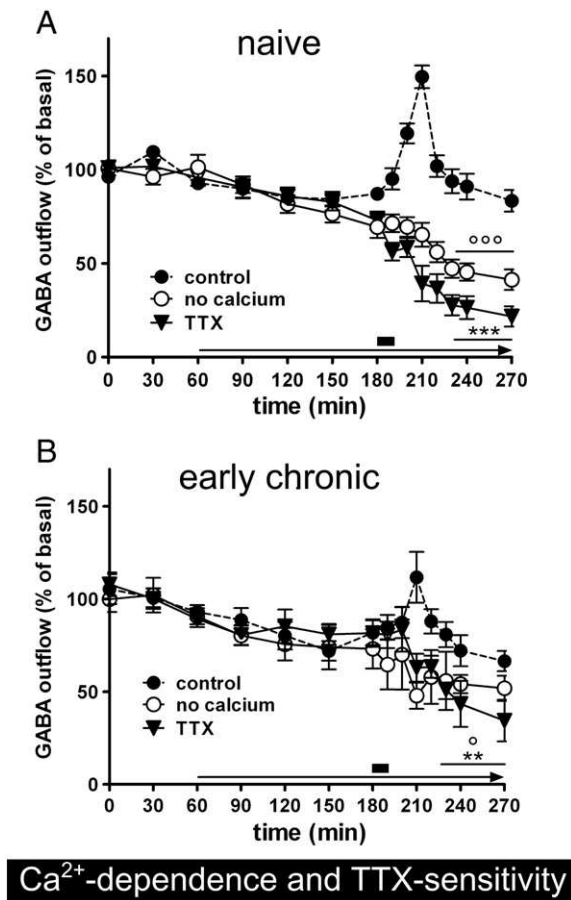 A
naive
GABA outflow (% of basal)
150
100
50
0
control
no calcium
TTX
°°°
***
0 30 60 90 120 150 180 210 240 270
time (min)
B
early chronic
GABA outflow (% of basal)
150
100
50
0
control
no calcium
TTX
°
**
0 30 60 90 120 150 180 210 240 270
time (min)
Ca²⁺-dependence and TTX-sensitivity